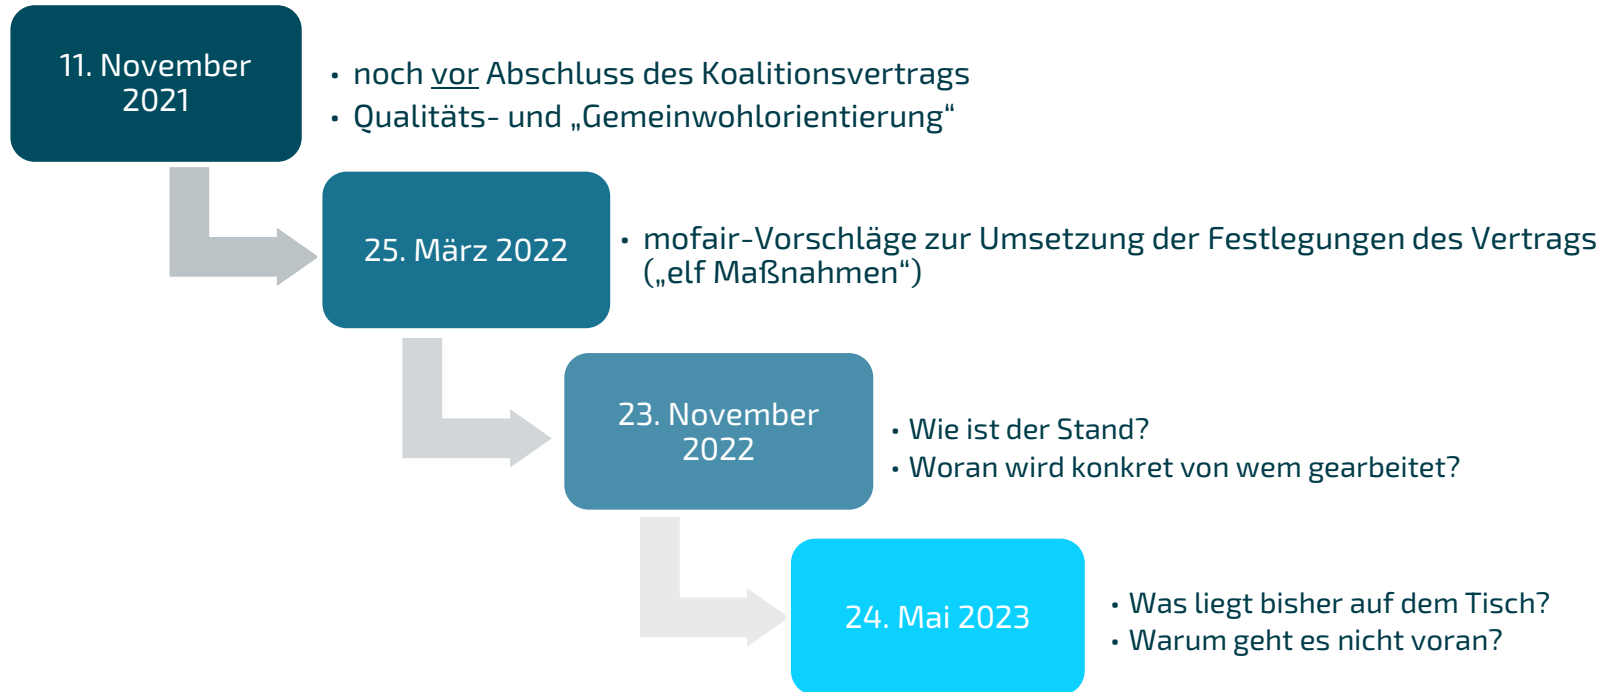 11. November
2021
• noch vor Abschluss des Koalitionsvertrags
• Qualitäts- und „Gemeinwohlorientierung“
25. März 2022
• mofair-Vorschläge zur Umsetzung der Festlegungen des Vertrags
(„elf Maßnahmen“)
23. November
2022
• Wie ist der Stand?
• Woran wird konkret von wem gearbeitet?
24. Mai 2023
• Was liegt bisher auf dem Tisch?
• Warum geht es nicht voran?